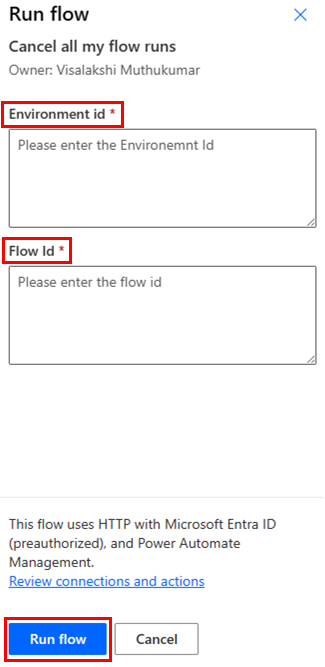 Run flow
Cancel all my flow runs
Owner: Visalakshi Muthukumar
Environment id *
Please enter the Environemnt Id
Flow Id *
Please enter the flow id
This flow uses HTTP with Microsoft Entra ID
(preauthorized), and Power Automate
Management.
Review connections and actions
Run flow Cancel